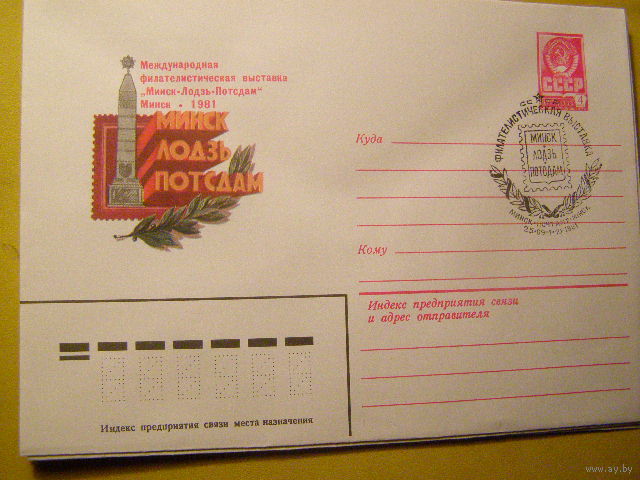 Международная
филателистическая выставка
„Минск-Лодзь-Потсдам"
Минск • 1981
МИНСК
ЛОДЗЬ
ПОТСДАМ
СССР
4
ФИЛАТЕЛИСТИЧЕСКАЯ ВЫСТАВКА
МИНСК
ЛОДЗЬ
ПОТСДАМ
МИНСК • ПОЧТАМТ
1981
Куда
Кому
Индекс предприятия связи
и адрес отправителя
Индекс предприятия связи места назначения
www.ay.by